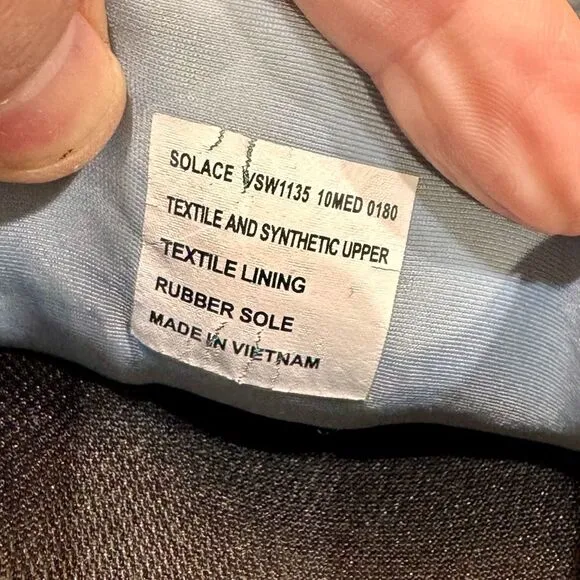 SOLACE VSW1135 10MED 0180
TEXTILE AND SYNTHETIC UPPER
TEXTILE LINING
RUBBER SOLE
MADE IN VIETNAM